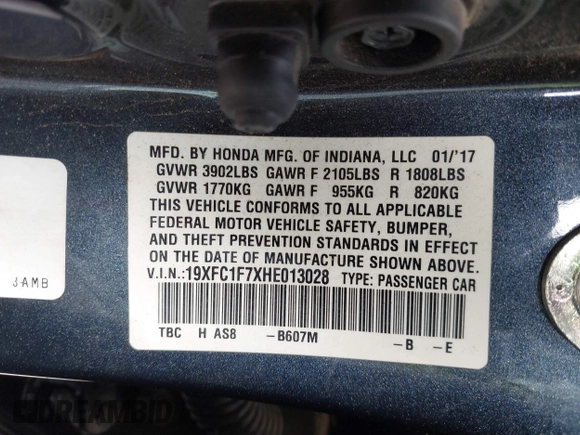 MFD. BY HONDA MFG. OF INDIANA, LLC 01/'17
GVWR 3902LBS GAWR F 2105LBS R 1808LBS
GVWR 1770KG GAWR F 955KG R 820KG
THIS VEHICLE CONFORMS TO ALL APPLICABLE
FEDERAL MOTOR VEHICLE SAFETY, BUMPER,
AND THEFT PREVENTION STANDARDS IN EFFECT
ON THE DATE OF MANUFACTURE SHOWN ABOVE.
V.I.N.:19XFC1F7XHE013028 TYPE: PASSENGER CAR
TBC H AS8 -B607M -B -E
3AMB
DREAMBID